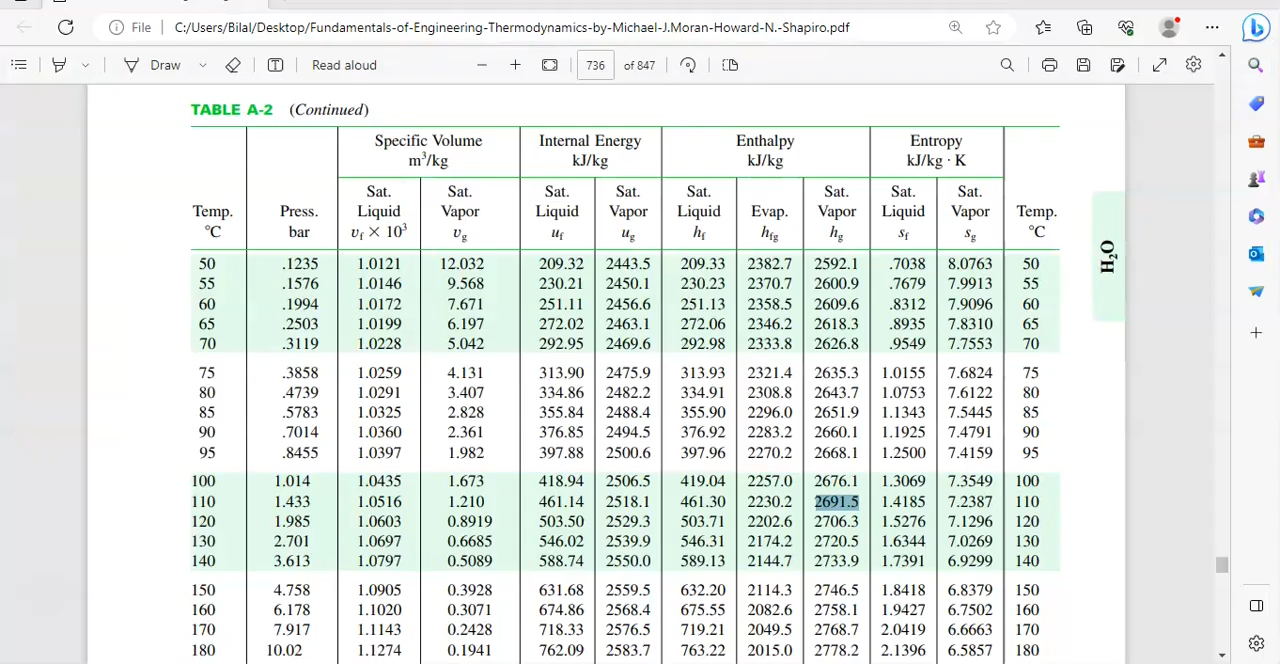 File C:/Users/Bilal/Desktop/Fundamentals-of-Engineering-Thermodynamics-by-Michael-J.Moran-Howard-N.-Shapiro.pdf
Draw Read aloud 736 of 847
TABLE A-2 (Continued)
Specific Volume Internal Energy Enthalpy Entropy
m³/kg kJ/kg kJ/kg kJ/kg · K
Sat. Sat. Sat. Sat. Sat. Sat. Sat. Sat.
Temp. Press. Liquid Vapor Liquid Vapor Liquid Evap. Vapor Liquid Vapor Temp.
°C bar vf × 10³ vg uf ug hf hfg hg sf sg °C
H₂O
50 .1235 1.0121 12.032 209.32 2443.5 209.33 2382.7 2592.1 .7038 8.0763 50
55 .1576 1.0146 9.568 230.21 2450.1 230.23 2370.7 2600.9 .7679 7.9913 55
60 .1994 1.0172 7.671 251.11 2456.6 251.13 2358.5 2609.6 .8312 7.9096 60
65 .2503 1.0199 6.197 272.02 2463.1 272.06 2346.2 2618.3 .8935 7.8310 65
70 .3119 1.0228 5.042 292.95 2469.6 292.98 2333.8 2626.8 .9549 7.7553 70
75 .3858 1.0259 4.131 313.90 2475.9 313.93 2321.4 2635.3 1.0155 7.6824 75
80 .4739 1.0291 3.407 334.86 2482.2 334.91 2308.8 2643.7 1.0753 7.6122 80
85 .5783 1.0325 2.828 355.84 2488.4 355.90 2296.0 2651.9 1.1343 7.5445 85
90 .7014 1.0360 2.361 376.85 2494.5 376.92 2283.2 2660.1 1.1925 7.4791 90
95 .8455 1.0397 1.982 397.88 2500.6 397.96 2270.2 2668.1 1.2500 7.4159 95
100 1.014 1.0435 1.673 418.94 2506.5 419.04 2257.0 2676.1 1.3069 7.3549 100
110 1.433 1.0516 1.210 461.14 2518.1 461.30 2230.2 2691.5 1.4185 7.2387 110
120 1.985 1.0603 0.8919 503.50 2529.3 503.71 2202.6 2706.3 1.5276 7.1296 120
130 2.701 1.0697 0.6685 546.02 2539.9 546.31 2174.2 2720.5 1.6344 7.0269 130
140 3.613 1.0797 0.5089 588.74 2550.0 589.13 2144.7 2733.9 1.7391 6.9299 140
150 4.758 1.0905 0.3928 631.68 2559.5 632.20 2114.3 2746.5 1.8418 6.8379 150
160 6.178 1.1020 0.3071 674.86 2568.4 675.55 2082.6 2758.1 1.9427 6.7502 160
170 7.917 1.1143 0.2428 718.33 2576.5 719.21 2049.5 2768.7 2.0419 6.6663 170
180 10.02 1.1274 0.1941 762.09 2583.7 763.22 2015.0 2778.2 2.1396 6.5857 180